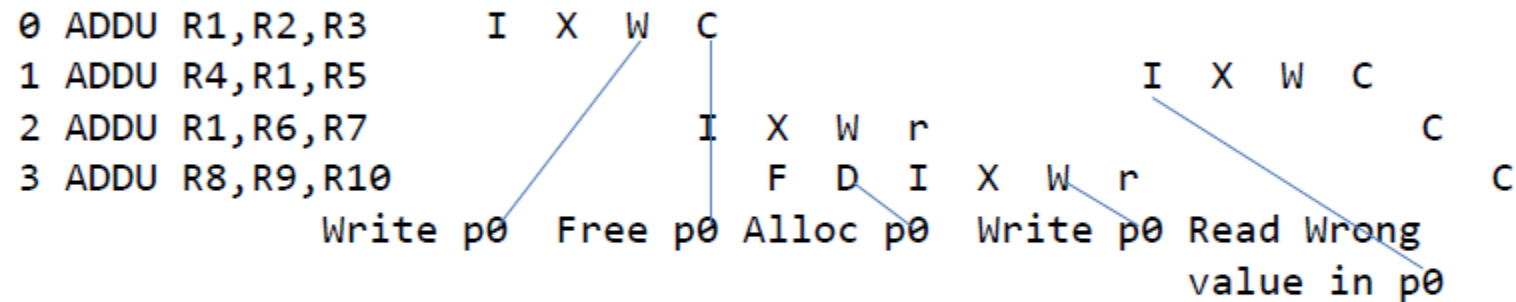 0 ADDU R1,R2,R3 I X W C
1 ADDU R4,R1,R5 I X W C
2 ADDU R1,R6,R7 I X W r C
3 ADDU R8,R9,R10 F D I X W r C
Write p0 Free p0 Alloc p0 Write p0 Read Wrong
value in p0